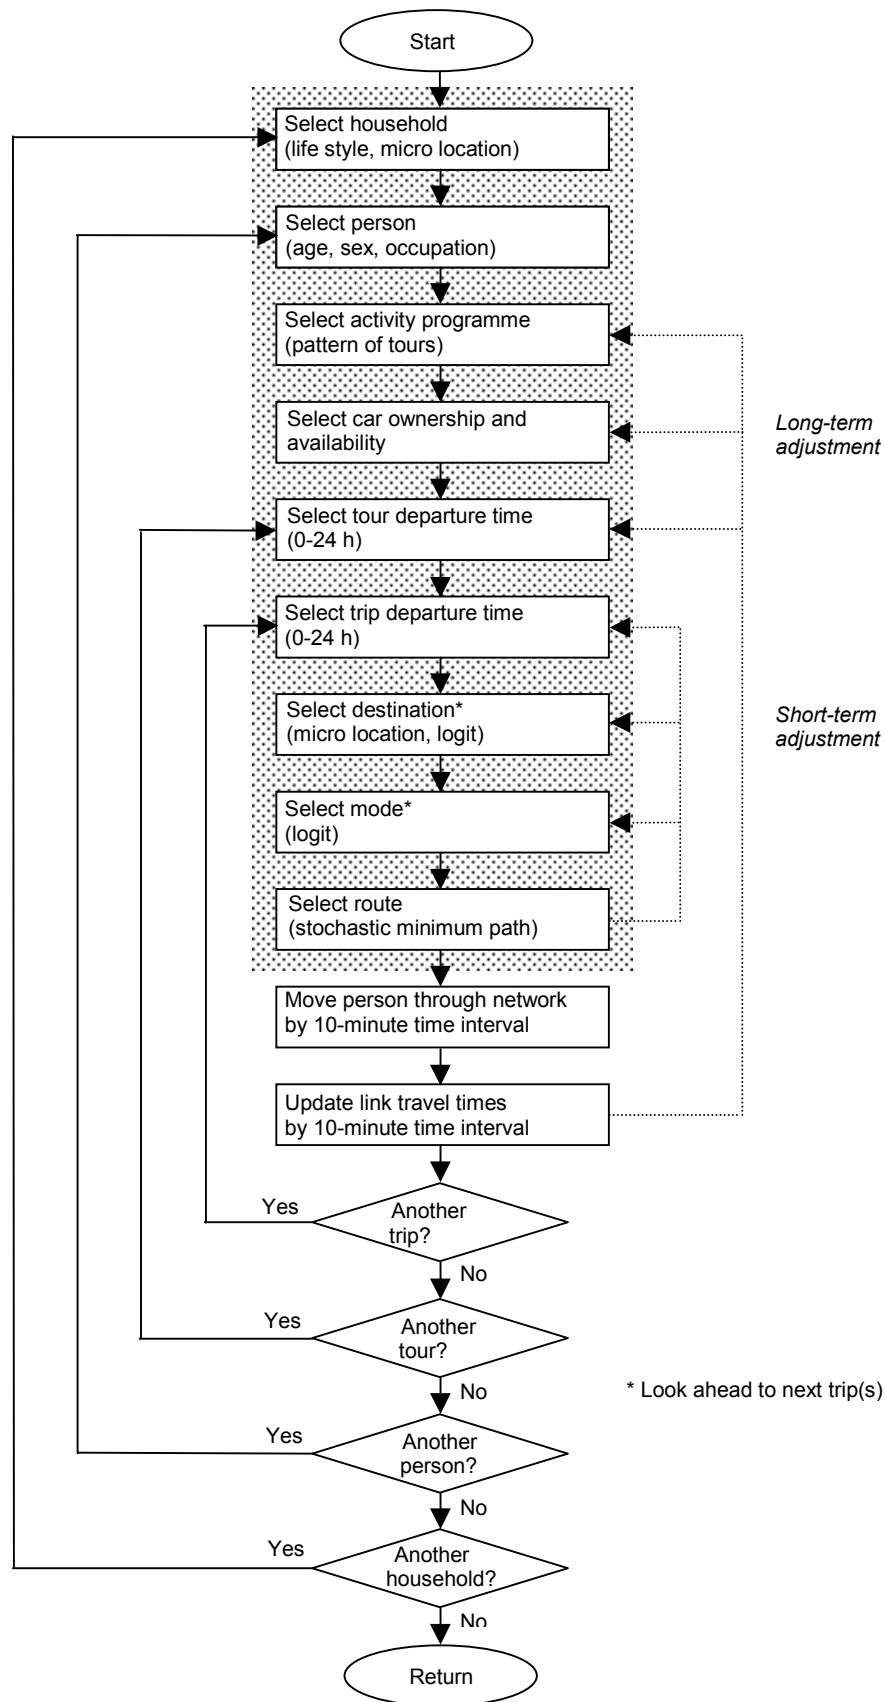 Start
Select household
(life style, micro location)
Select person
(age, sex, occupation)
Select activity programme
(pattern of tours)
Select car ownership and
availability
Long-term
adjustment
Select tour departure time
(0-24 h)
Select trip departure time
(0-24 h)
Select destination*
(micro location, logit)
Short-term
adjustment
Select mode*
(logit)
Select route
(stochastic minimum path)
Move person through network
by 10-minute time interval
Update link travel times
by 10-minute time interval
Yes
Another
trip?
No
Yes
Another
tour?
No
* Look ahead to next trip(s)
Yes
Another
person?
No
Yes
Another
household?
No
Return